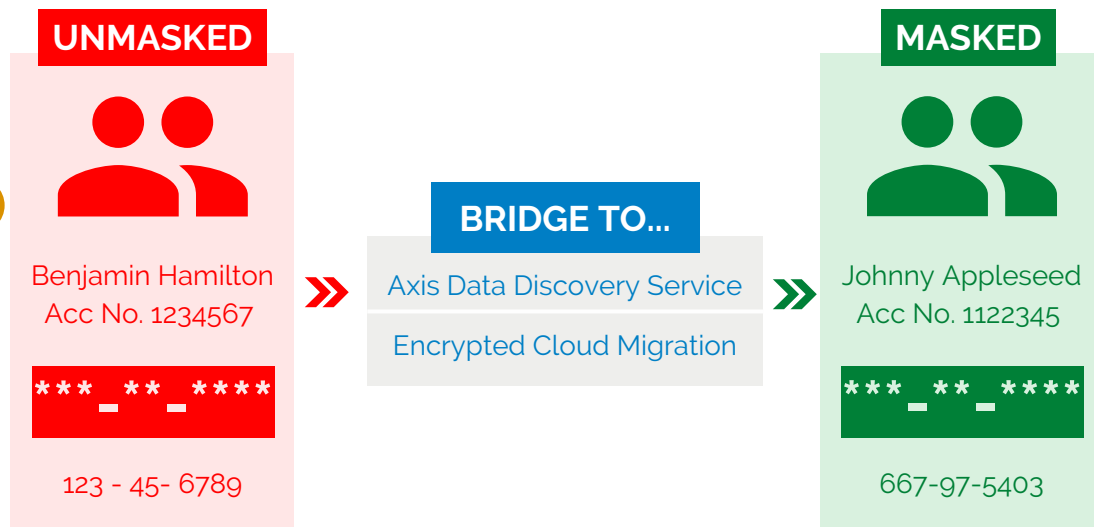 UNMASKED
Benjamin Hamilton
Acc No. 1234567
***_**_****
123 - 45- 6789
BRIDGE TO...
Axis Data Discovery Service
Encrypted Cloud Migration
MASKED
Johnny Appleseed
Acc No. 1122345
***_**_****
667-97-5403